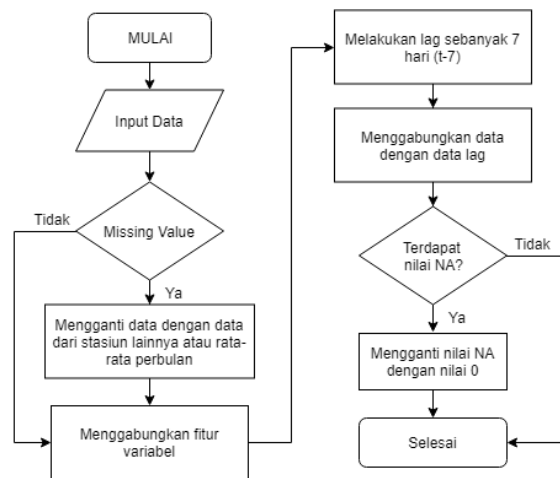 MULAI
Input Data
Missing Value
Tidak
Ya
Mengganti data dengan data
dari stasiun lainnya atau rata-
rata perbulan
Menggabungkan fitur
variabel
Melakukan lag sebanyak 7
hari (t-7)
Menggabungkan data
dengan data lag
Terdapat
nilai NA?
Tidak
Ya
Mengganti nilai NA
dengan nilai 0
Selesai